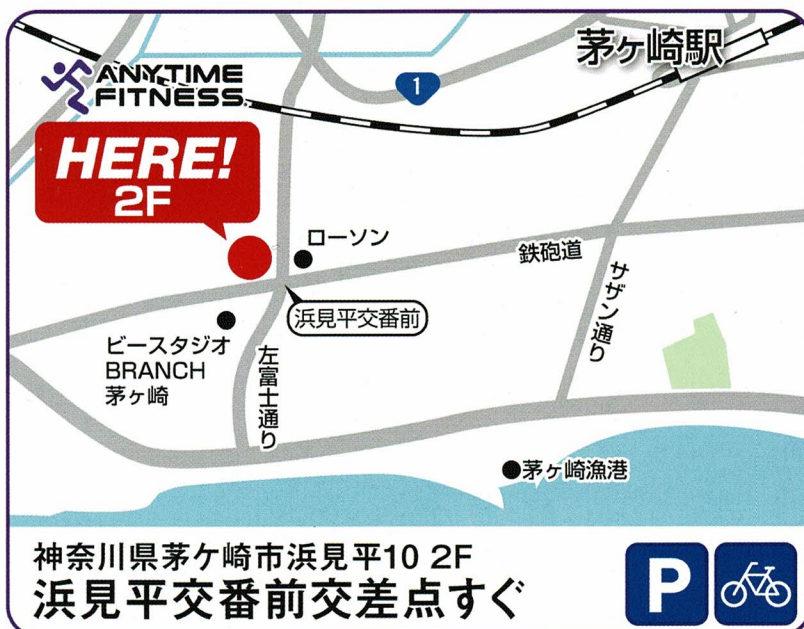 茅ヶ崎駅
ANYTIME
FITNESS.
1
HERE!
2F
ローソン
鉄砲道
サザン通り
浜見平交番前
ビースタジオ
BRANCH
茅ヶ崎
左富士通り
茅ヶ崎漁港
神奈川県茅ケ崎市浜見平10 2F
浜見平交番前交差点すぐ
P